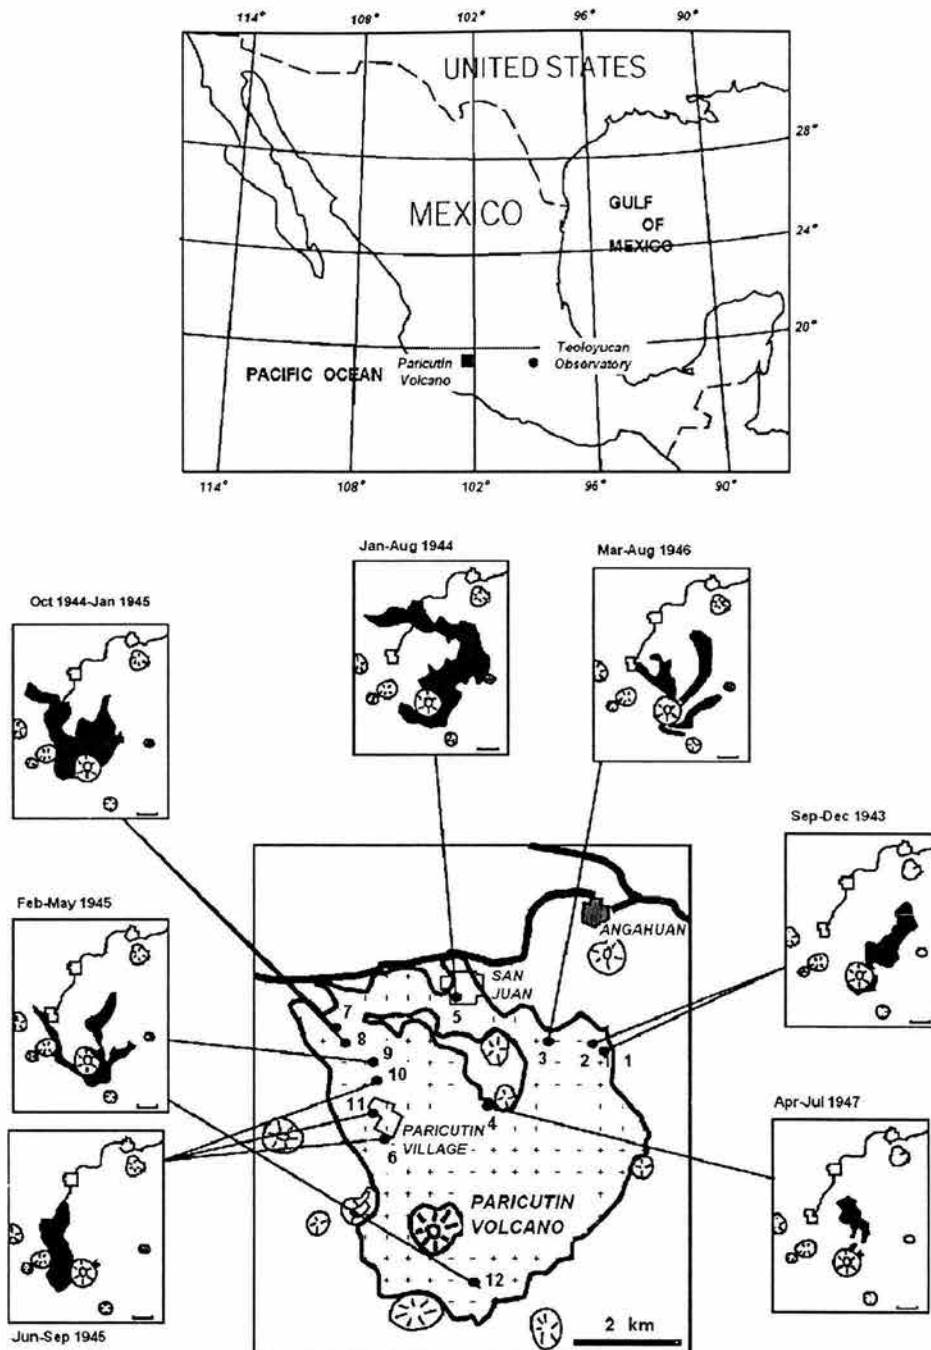 114° 108° 102° 96° 90°
UNITED STATES
28°
MEXICO
GULF
OF
MEXICO
24°
20°
Teoloyucan
Observatory
Paricutin
Volcano
PACIFIC OCEAN
114° 108° 102° 96° 90°
Jan-Aug 1944
Mar-Aug 1946
Oct 1944-Jan 1945
Sep-Dec 1943
Feb-May 1945
ANGAHUAN
SAN
JUAN
5
7
8
3
2
1
9
10
4
11
PARICUTIN
VILLAGE
6
Apr-Jul 1947
PARICUTIN
VOLCANO
12
2 km
Jun-Sep 1945